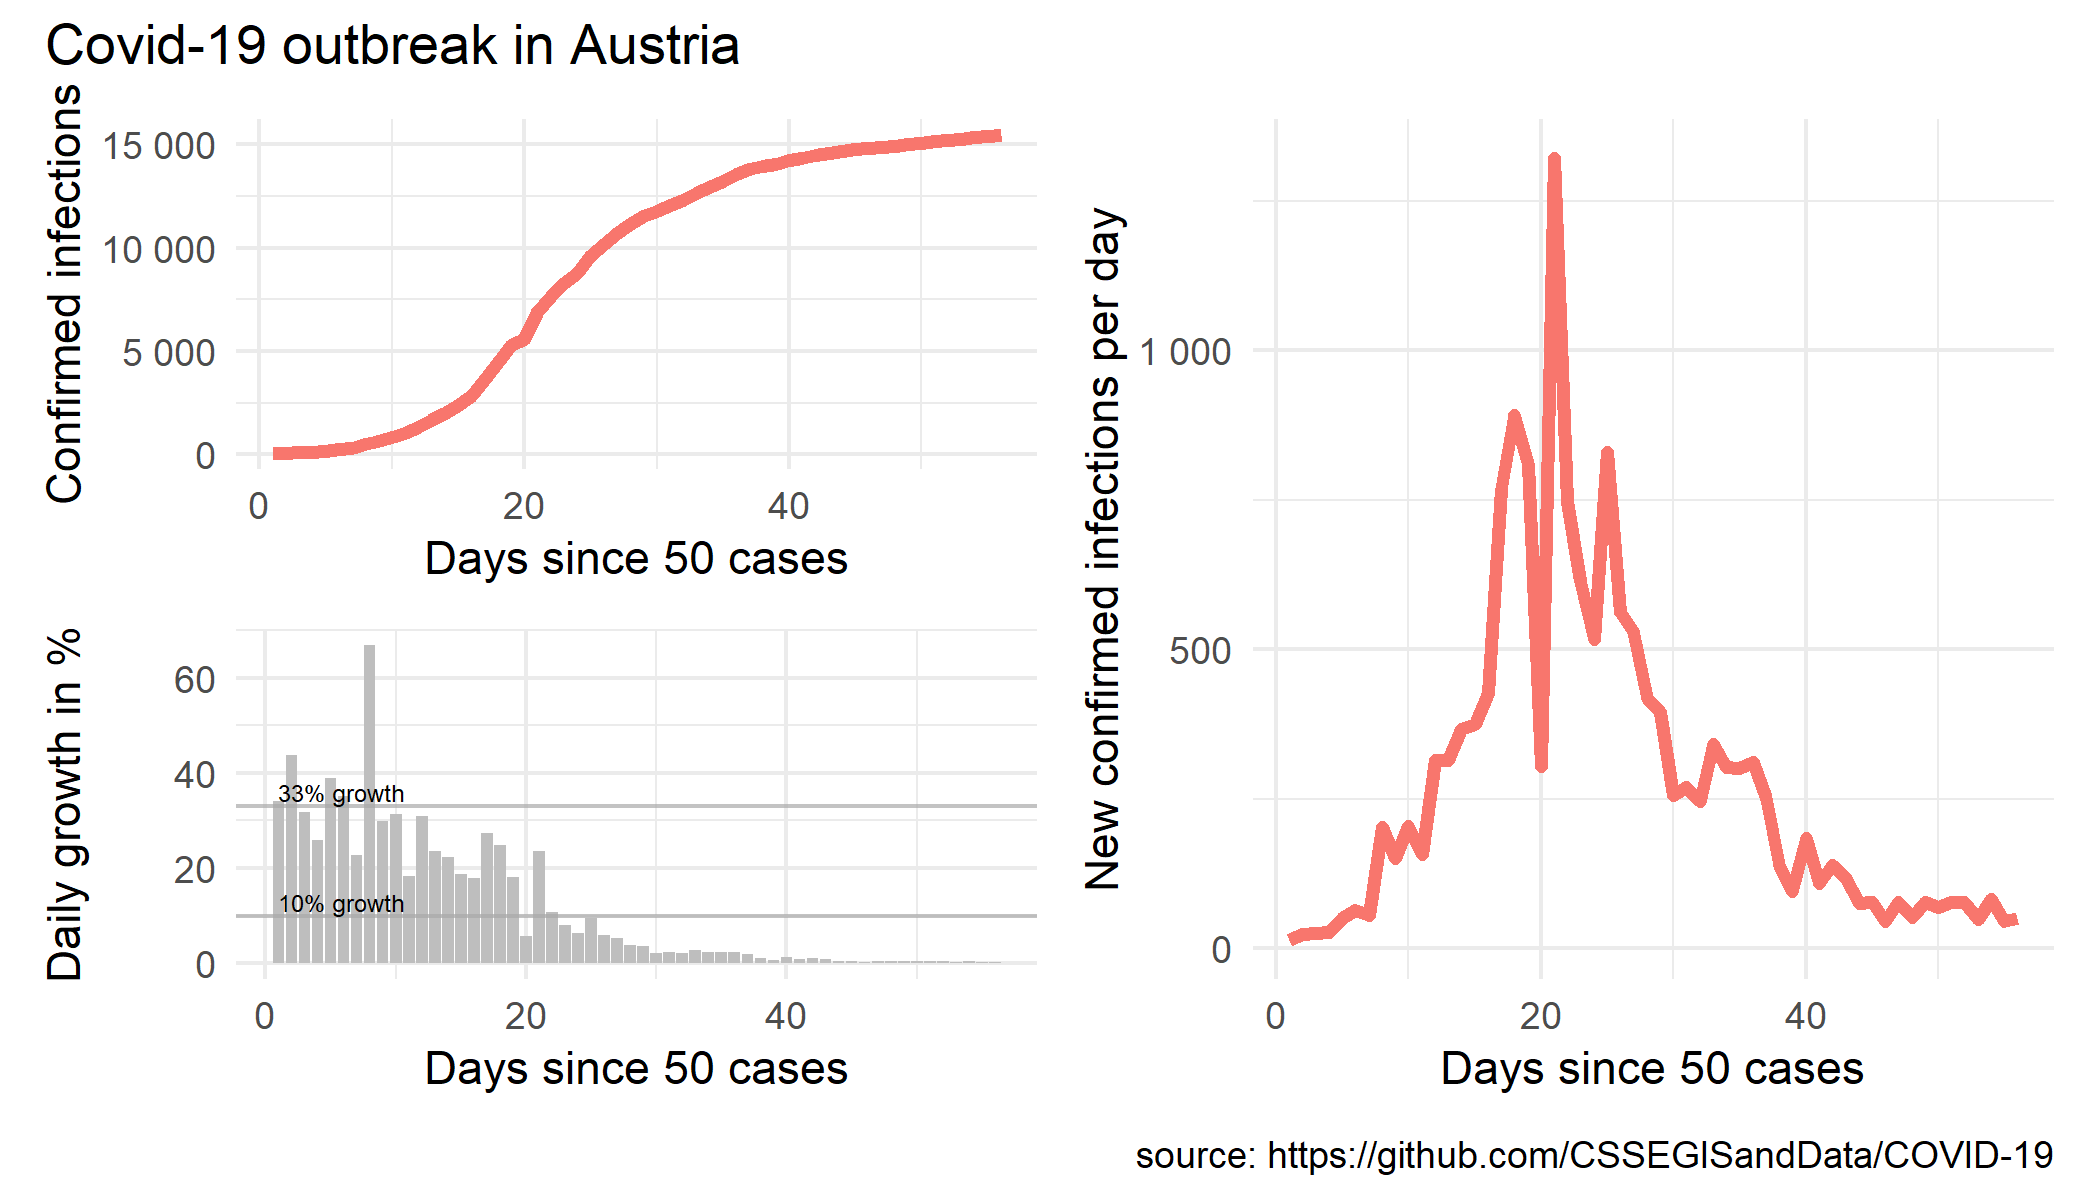 Covid-19 outbreak in Austria
Confirmed infections
15 000
10 000
5 000
0
0 20 40
Days since 50 cases
Daily growth in %
60
40
20
0
33% growth
10% growth
0 20 40
Days since 50 cases
New confirmed infections per day
1 000
500
0
0 20 40
Days since 50 cases
source: https://github.com/CSSEGISandData/COVID-19